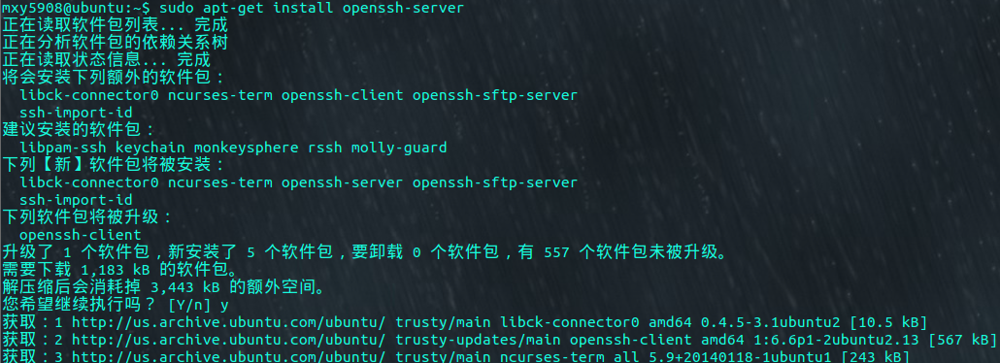 mxy5908@ubuntu:~$ sudo apt-get install openssh-server
正在读取软件包列表... 完成
正在分析软件包的依赖关系树
正在读取状态信息... 完成
将会安装下列额外的软件包：
  libck-connector0 ncurses-term openssh-client openssh-sftp-server
  ssh-import-id
建议安装的软件包：
  libpam-ssh keychain monkeysphere rssh molly-guard
下列【新】软件包将被安装：
  libck-connector0 ncurses-term openssh-server openssh-sftp-server
  ssh-import-id
下列软件包将被升级：
  openssh-client
升级了 1 个软件包，新安装了 5 个软件包，要卸载 0 个软件包，有 557 个软件包未被升级。
需要下载 1,183 kB 的软件包。
解压缩后会消耗掉 3,443 kB 的额外空间。
您希望继续执行吗？ [Y/n] y
获取：1 http://us.archive.ubuntu.com/ubuntu/ trusty/main libck-connector0 amd64 0.4.5-3.1ubuntu2 [10.5 kB]
获取：2 http://us.archive.ubuntu.com/ubuntu/ trusty-updates/main openssh-client amd64 1:6.6p1-2ubuntu2.13 [567 kB]
获取：3 http://us.archive.ubuntu.com/ubuntu/ trusty/main ncurses-term all 5.9+20140118-1ubuntu1 [243 kB]